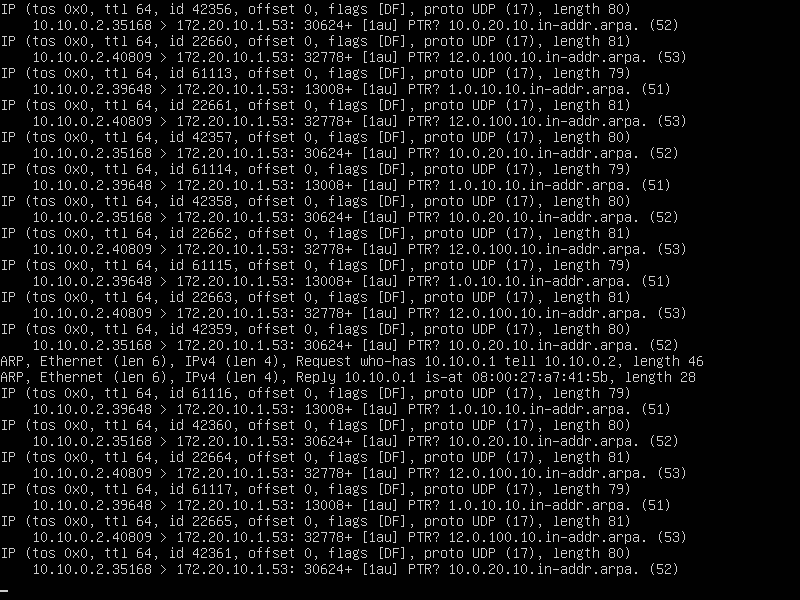 IP (tos 0x0, ttl 64, id 42356, offset 0, flags [DF], proto UDP (17), length 80)
10.10.0.2.35168 > 172.20.10.1.53: 30624+ [1au] PTR? 10.0.20.10.in-addr.arpa. (52)
IP (tos 0x0, ttl 64, id 22660, offset 0, flags [DF], proto UDP (17), length 81)
10.10.0.2.40809 > 172.20.10.1.53: 32778+ [1au] PTR? 12.0.100.10.in-addr.arpa. (53)
IP (tos 0x0, ttl 64, id 61113, offset 0, flags [DF], proto UDP (17), length 79)
10.10.0.2.39648 > 172.20.10.1.53: 13008+ [1au] PTR? 1.0.10.10.in-addr.arpa. (51)
IP (tos 0x0, ttl 64, id 22661, offset 0, flags [DF], proto UDP (17), length 81)
10.10.0.2.40809 > 172.20.10.1.53: 32778+ [1au] PTR? 12.0.100.10.in-addr.arpa. (53)
IP (tos 0x0, ttl 64, id 42357, offset 0, flags [DF], proto UDP (17), length 80)
10.10.0.2.35168 > 172.20.10.1.53: 30624+ [1au] PTR? 10.0.20.10.in-addr.arpa. (52)
IP (tos 0x0, ttl 64, id 61114, offset 0, flags [DF], proto UDP (17), length 79)
10.10.0.2.39648 > 172.20.10.1.53: 13008+ [1au] PTR? 1.0.10.10.in-addr.arpa. (51)
IP (tos 0x0, ttl 64, id 42358, offset 0, flags [DF], proto UDP (17), length 80)
10.10.0.2.35168 > 172.20.10.1.53: 30624+ [1au] PTR? 10.0.20.10.in-addr.arpa. (52)
IP (tos 0x0, ttl 64, id 22662, offset 0, flags [DF], proto UDP (17), length 81)
10.10.0.2.40809 > 172.20.10.1.53: 32778+ [1au] PTR? 12.0.100.10.in-addr.arpa. (53)
IP (tos 0x0, ttl 64, id 61115, offset 0, flags [DF], proto UDP (17), length 79)
10.10.0.2.39648 > 172.20.10.1.53: 13008+ [1au] PTR? 1.0.10.10.in-addr.arpa. (51)
IP (tos 0x0, ttl 64, id 22663, offset 0, flags [DF], proto UDP (17), length 81)
10.10.0.2.40809 > 172.20.10.1.53: 32778+ [1au] PTR? 12.0.100.10.in-addr.arpa. (53)
IP (tos 0x0, ttl 64, id 42359, offset 0, flags [DF], proto UDP (17), length 80)
10.10.0.2.35168 > 172.20.10.1.53: 30624+ [1au] PTR? 10.0.20.10.in-addr.arpa. (52)
ARP, Ethernet (len 6), IPv4 (len 4), Request who-has 10.10.0.1 tell 10.10.0.2, length 46
ARP, Ethernet (len 6), IPv4 (len 4), Reply 10.10.0.1 is-at 08:00:27:a7:41:5b, length 28
IP (tos 0x0, ttl 64, id 61116, offset 0, flags [DF], proto UDP (17), length 79)
10.10.0.2.39648 > 172.20.10.1.53: 13008+ [1au] PTR? 1.0.10.10.in-addr.arpa. (51)
IP (tos 0x0, ttl 64, id 42360, offset 0, flags [DF], proto UDP (17), length 80)
10.10.0.2.35168 > 172.20.10.1.53: 30624+ [1au] PTR? 10.0.20.10.in-addr.arpa. (52)
IP (tos 0x0, ttl 64, id 22664, offset 0, flags [DF], proto UDP (17), length 81)
10.10.0.2.40809 > 172.20.10.1.53: 32778+ [1au] PTR? 12.0.100.10.in-addr.arpa. (53)
IP (tos 0x0, ttl 64, id 61117, offset 0, flags [DF], proto UDP (17), length 79)
10.10.0.2.39648 > 172.20.10.1.53: 13008+ [1au] PTR? 1.0.10.10.in-addr.arpa. (51)
IP (tos 0x0, ttl 64, id 22665, offset 0, flags [DF], proto UDP (17), length 81)
10.10.0.2.40809 > 172.20.10.1.53: 32778+ [1au] PTR? 12.0.100.10.in-addr.arpa. (53)
IP (tos 0x0, ttl 64, id 42361, offset 0, flags [DF], proto UDP (17), length 80)
10.10.0.2.35168 > 172.20.10.1.53: 30624+ [1au] PTR? 10.0.20.10.in-addr.arpa. (52)